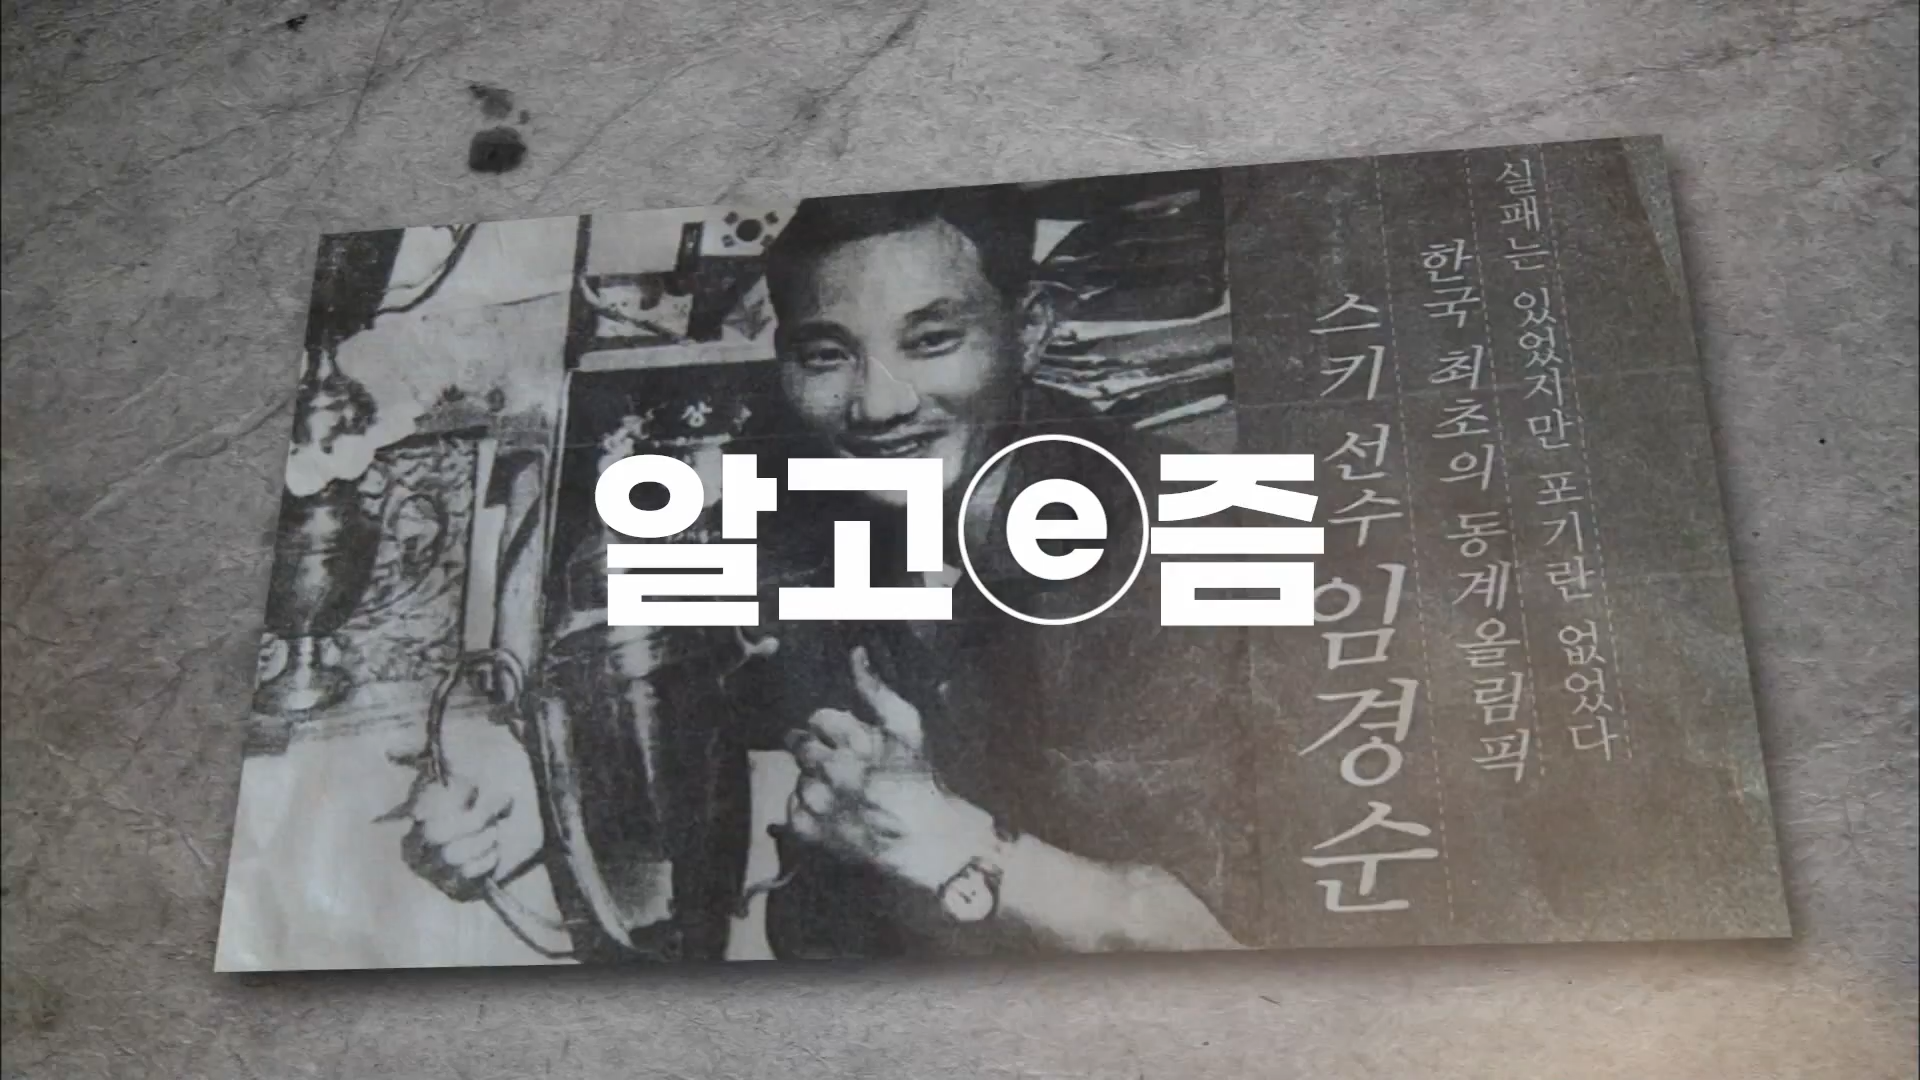 실패는 있었지만 포기란 없었다
한국 최초의 동계올림픽
스키 선수 임경순
상
알고e즘